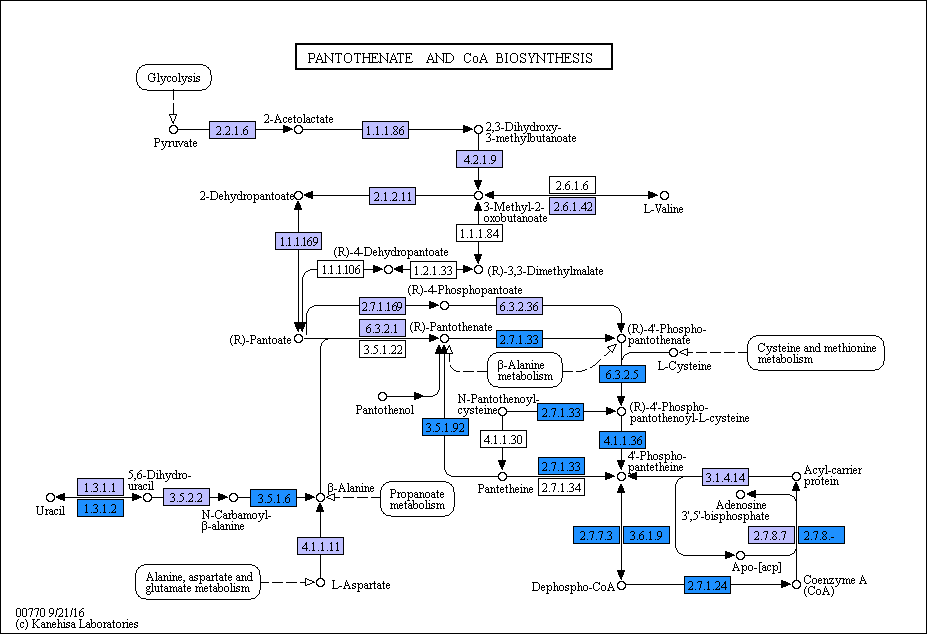 PANTOTHENATE AND CoA BIOSYNTHESIS
Glycolysis
Pyruvate
2.2.1.6
2-Acetolactate
1.1.1.86
2,3-Dihydroxy-
3-methylbutanoate
4.2.1.9
2-Dehydropantoate
2.1.2.11
3-Methyl-2-
oxobutanoate
2.6.1.6
2.6.1.42
L-Valine
1.1.1.169
1.1.1.84
(R)-4-Dehydropantoate
1.1.1.106
1.2.1.33
(R)-3,3-Dimethylmalate
(R)-4-Phosphopantoate
2.7.1.169
6.3.2.36
(R)-Pantoate
6.3.2.1
3.5.1.22
(R)-Pantothenate
2.7.1.33
(R)-4'-Phospho-
pantothenate
β-Alanine
metabolism
L-Cysteine
Cysteine and methionine
metabolism
6.3.2.5
Pantothenol
N-Pantothenoyl-
cysteine
2.7.1.33
(R)-4'-Phospho-
pantothenoyl-L-cysteine
3.5.1.92
4.1.1.30
4.1.1.36
4'-Phospho-
pantetheine
2.7.1.33
2.7.1.34
Pantetheine
3.1.4.14
Acyl-carrier
protein
Adenosine
3',5'-bisphosphate
Uracil
1.3.1.1
1.3.1.2
5,6-Dihydro-
uracil
3.5.2.2
N-Carbamoyl-
β-alanine
3.5.1.6
β-Alanine
Propanoate
metabolism
2.7.7.3
3.6.1.9
2.7.8.7
2.7.8.-
Apo-[acp]
4.1.1.11
Alanine, aspartate and
glutamate metabolism
L-Aspartate
Dephospho-CoA
2.7.1.24
Coenzyme A
(CoA)
00770 9/21/16
(c) Kanehisa Laboratories